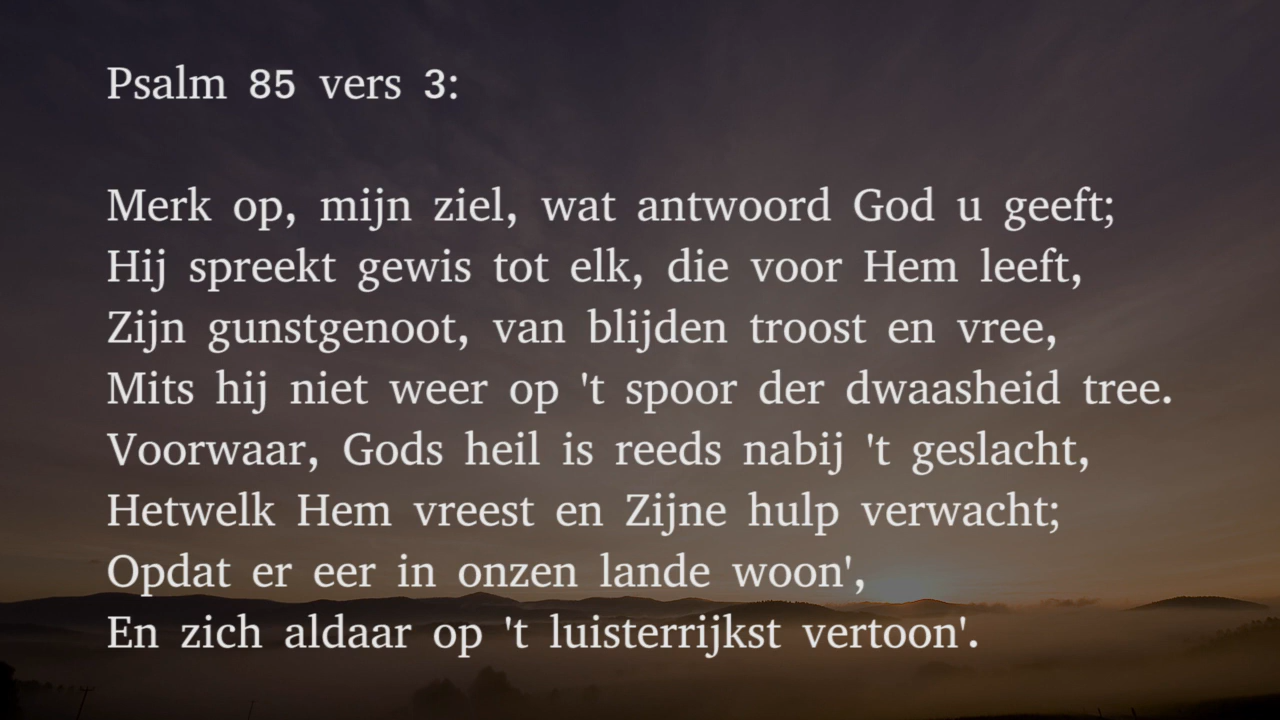 Psalm 85 vers 3:
Merk op, mijn ziel, wat antwoord God u geeft;
Hij spreekt gewis tot elk, die voor Hem leeft,
Zijn gunstgenoot, van blijden troost en vree,
Mits hij niet weer op 't spoor der dwaasheid tree.
Voorwaar, Gods heil is reeds nabij 't geslacht,
Hetwelk Hem vreest en Zijne hulp verwacht;
Opdat er eer in onzen lande woon',
En zich aldaar op 't luisterrijkst vertoon'.